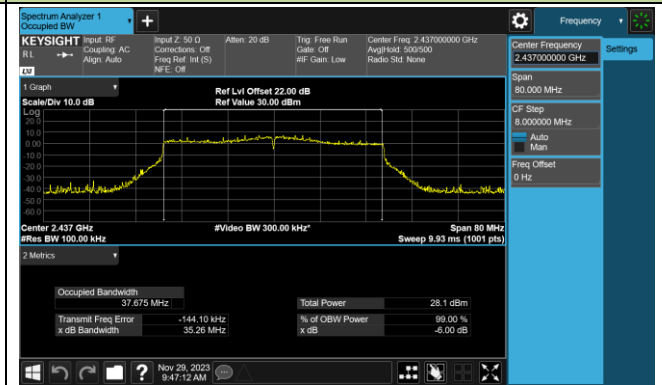 Spectrum Analyzer 1
Occupied BW
Frequency
KEYSIGHT
RL
LXI
Input: RF
Coupling: AC
Align: Auto
Input Z: 50 Ω
Corrections: Off
Freq Ref: Int (S)
NFE: Off
Atten: 20 dB
Trig: Free Run
Gate: Off
#IF Gain: Low
Center Freq: 2.437000000 GHz
Avg|Hold: 500/500
Radio Std: None
Center Frequency
2.437000000 GHz
Settings
Span
80.000 MHz
CF Step
8.000000 MHz
Auto
Man
Freq Offset
0 Hz
1 Graph
Scale/Div 10.0 dB
Ref Lvl Offset 22.00 dB
Ref Value 30.00 dBm
Log
20.0
10.0
0.00
-10.0
-20.0
-30.0
-40.0
-50.0
-60.0
Center 2.437 GHz
#Video BW 300.00 kHz*
Span 80 MHz
#Res BW 100.00 kHz
Sweep 9.93 ms (1001 pts)
2 Metrics
Occupied Bandwidth
37.675 MHz
Total Power
28.1 dBm
Transmit Freq Error
-144.10 kHz
% of OBW Power
99.00 %
x dB Bandwidth
35.26 MHz
x dB
-6.00 dB
Nov 29, 2023
9:47:12 AM